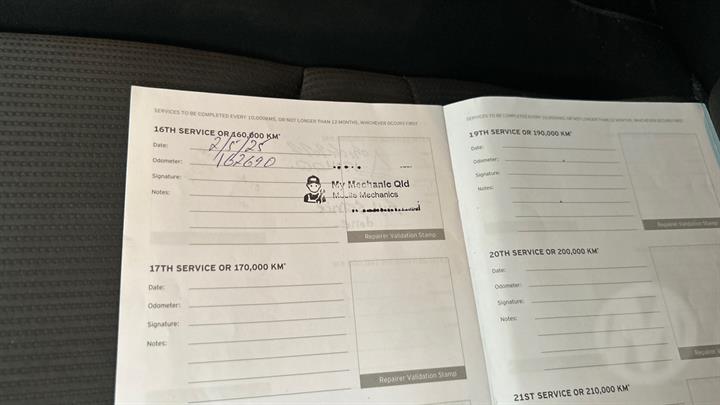 SERVICES TO BE COMPLETED EVERY 10,000KMS, OR NOT LONGER THAN 12 MONTHS, WHICHEVER OCCURS FIRST
16TH SERVICE OR 160,000 KM*
Date: 2/5/25
Odometer: 162690
Signature:
Notes:
My Mechanic Qld
Mobile Mechanics
Repairer Validation Stamp
17TH SERVICE OR 170,000 KM*
Date:
Odometer:
Signature:
Notes:
Repairer Validation Stamp
SERVICES TO BE COMPLETED EVERY 10,000KMS, OR NOT LONGER THAN 12 MONTHS, WHICHEVER OCCURS FIRST
19TH SERVICE OR 190,000 KM*
Date:
Odometer:
Signature:
Notes:
Repairer Validation Stamp
20TH SERVICE OR 200,000 KM*
Date:
Odometer:
Signature:
Notes:
Repairer
21ST SERVICE OR 210,000 KM*